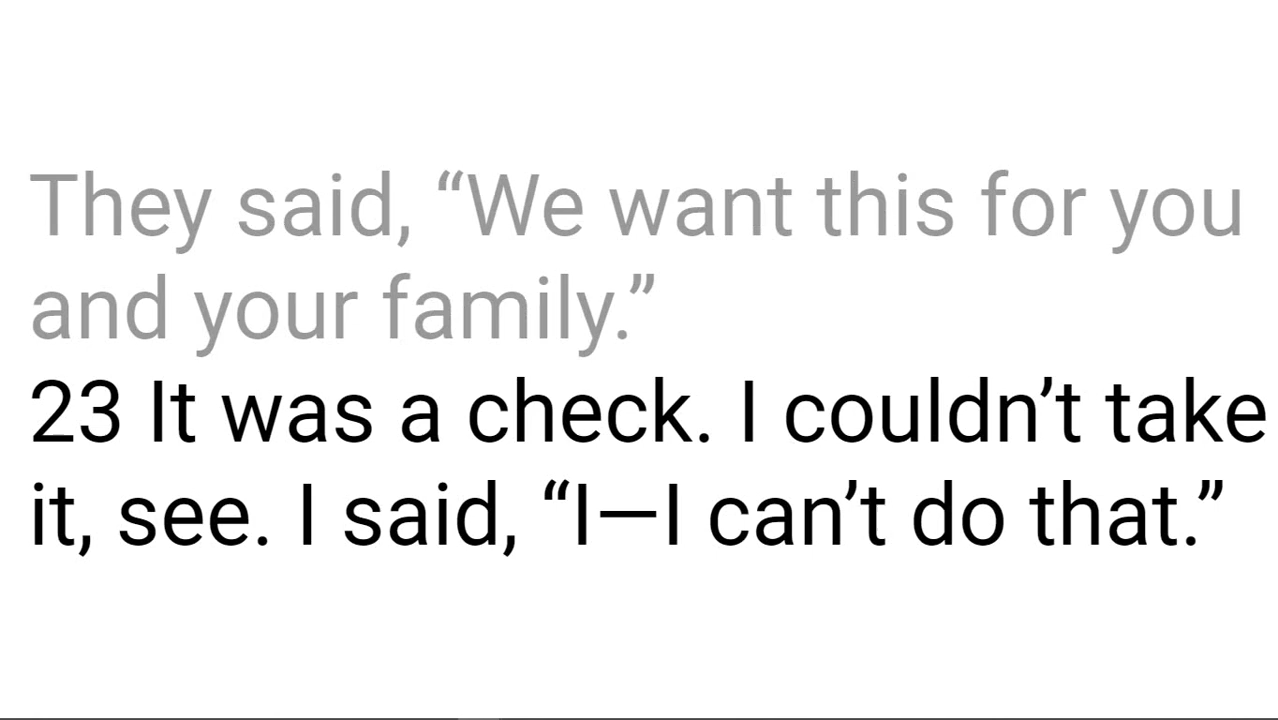 They said, “We want this for you
and your family.”
23 It was a check. I couldn’t take
it, see. I said, “I—I can’t do that.”